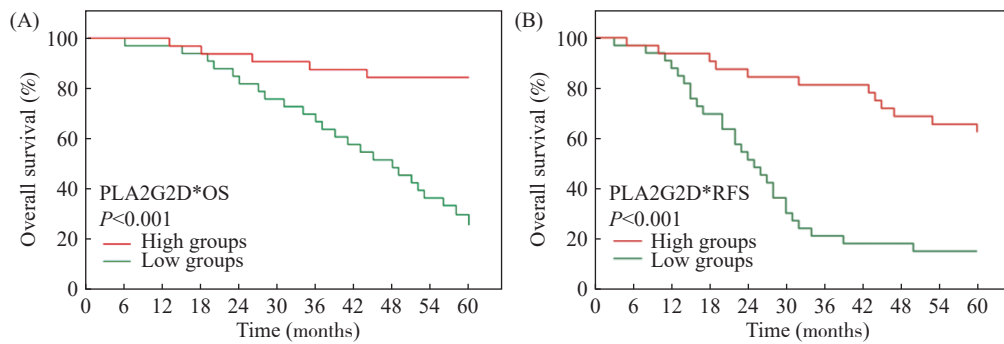 (A)
Overall survival (%)
100
80
60
40
20
0
PLA2G2D*OS
P<0.001
High groups
Low groups
0 6 12 18 24 30 36 42 48 54 60
Time (months)
(B)
Overall survival (%)
100
80
60
40
20
0
PLA2G2D*RFS
P<0.001
High groups
Low groups
0 6 12 18 24 30 36 42 48 54 60
Time (months)